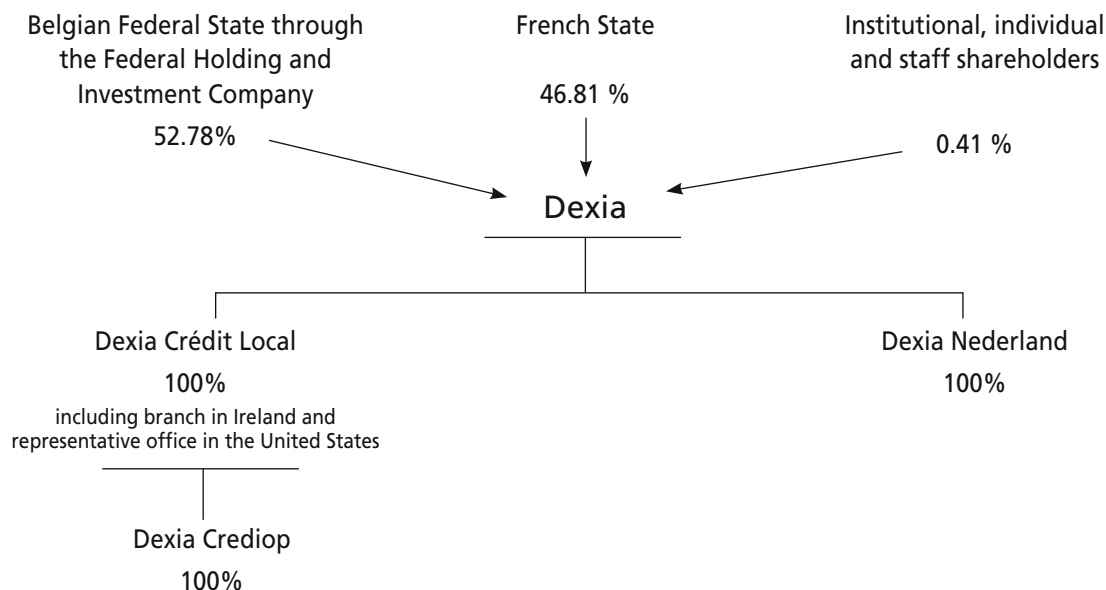 Belgian Federal State through
the Federal Holding and
Investment Company
52.78%
French State
46.81 %
Institutional, individual
and staff shareholders
0.41 %
Dexia
Dexia Crédit Local
100%
including branch in Ireland and
representative office in the United States
Dexia Crediop
100%
Dexia Nederland
100%